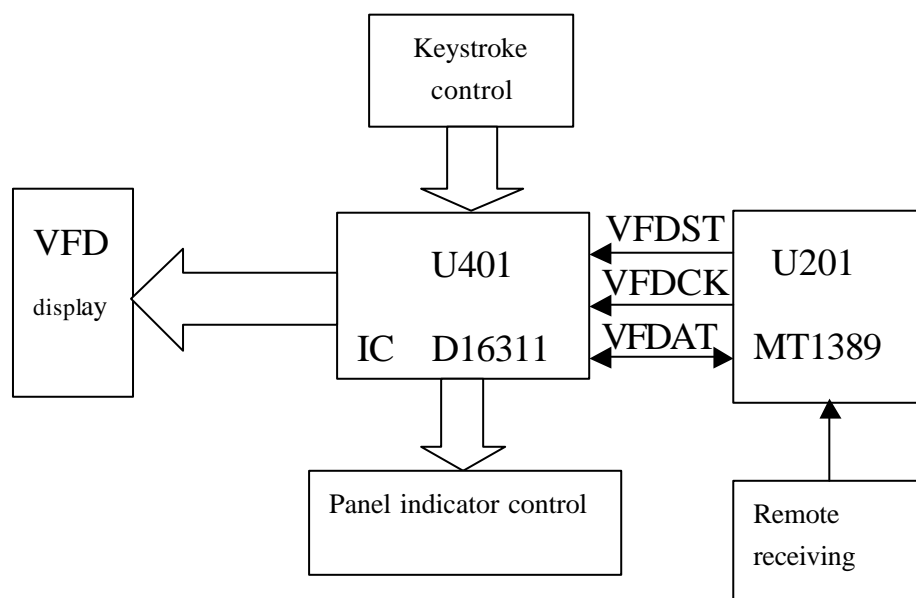 Keystroke
control
VFD
display
U401
IC D16311
VFDST
VFDCK
VFDAT
U201
MT1389
Panel indicator control
Remote
receiving